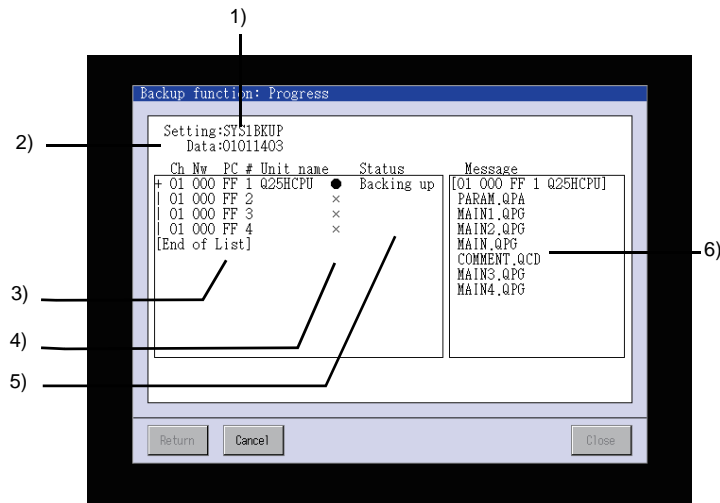 1)
Backup function: Progress
Setting:SYS1BKUP
2)
Data:01011403
Ch Nw PC # Unit name Status Message
+ 01 000 FF 1 Q25HCPU ● Backing up [01 000 FF 1 Q25HCPU]
| 01 000 FF 2 × PARAM.QPA
| 01 000 FF 3 × MAIN1.QPG
| 01 000 FF 4 × MAIN2.QPG
[End of List] MAIN.QPG
6)
COMMENT.QCD
MAIN3.QPG
3)
MAIN4.QPG
4)
5)
Return Cancel Close